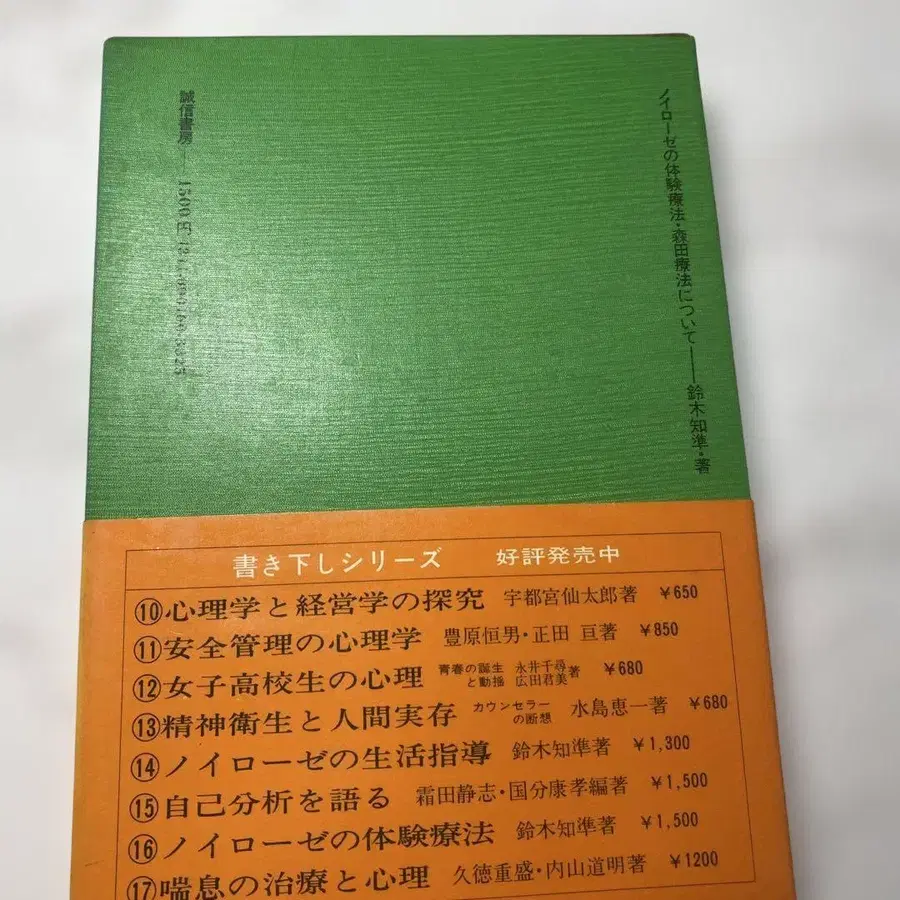 ノイローゼの体験療法・森田療法について――鈴木知準・著
誠信書房――1500円
書き下しシリーズ 好評発売中
⑩心理学と経営学の探究 宇都宮仙太郎著 ¥650
⑪安全管理の心理学 豊原恒男・正田 亘著 ¥850
⑫女子高校生の心理 青春の誕生と動揺 永井千尋 広田君美著 ¥680
⑬精神衛生と人間実存 カウンセラーの断想 水島恵一著 ¥680
⑭ノイローゼの生活指導 鈴木知準著 ¥1,300
⑮自己分析を語る 霜田静志・国分康孝編著 ¥1,500
⑯ノイローゼの体験療法 鈴木知準著 ¥1,500
⑰喘息の治療と心理 久徳重盛・内山道明著 ¥1200